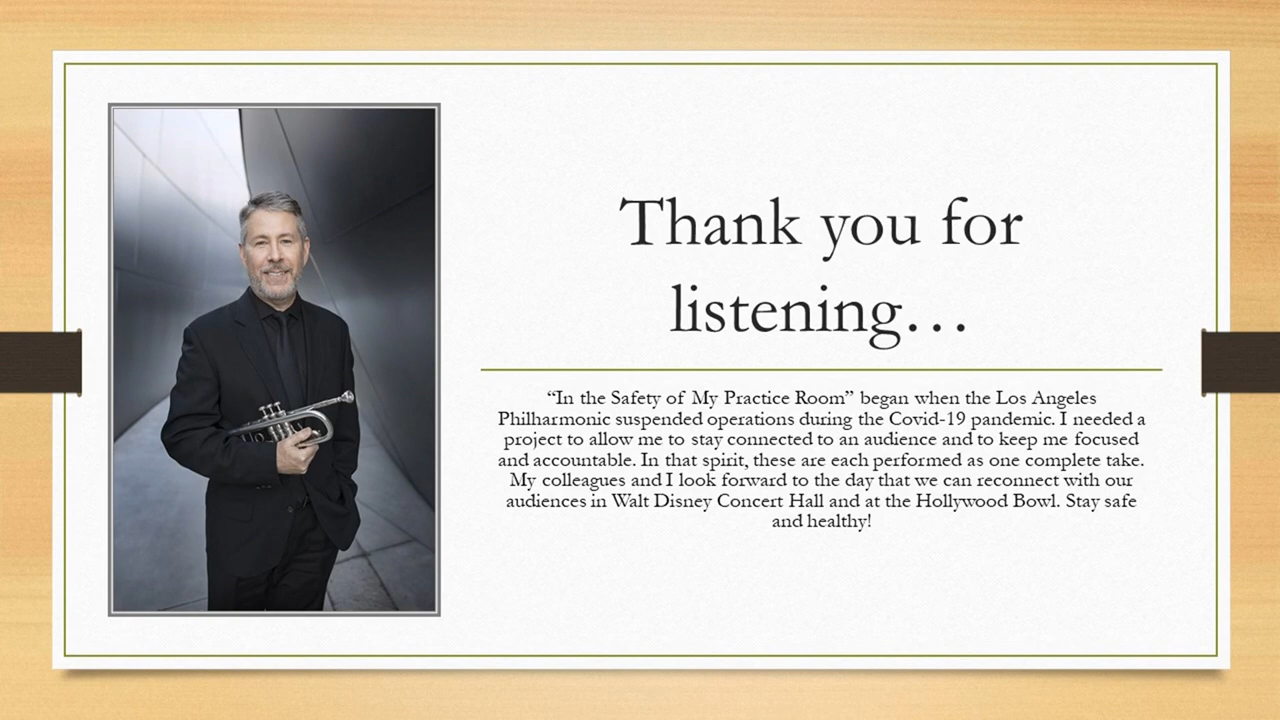 Thank you for
listening…
“In the Safety of My Practice Room” began when the Los Angeles
Philharmonic suspended operations during the Covid-19 pandemic. I needed a
project to allow me to stay connected to an audience and to keep me focused
and accountable. In that spirit, these are each performed as one complete take.
My colleagues and I look forward to the day that we can reconnect with our
audiences in Walt Disney Concert Hall and at the Hollywood Bowl. Stay safe
and healthy!